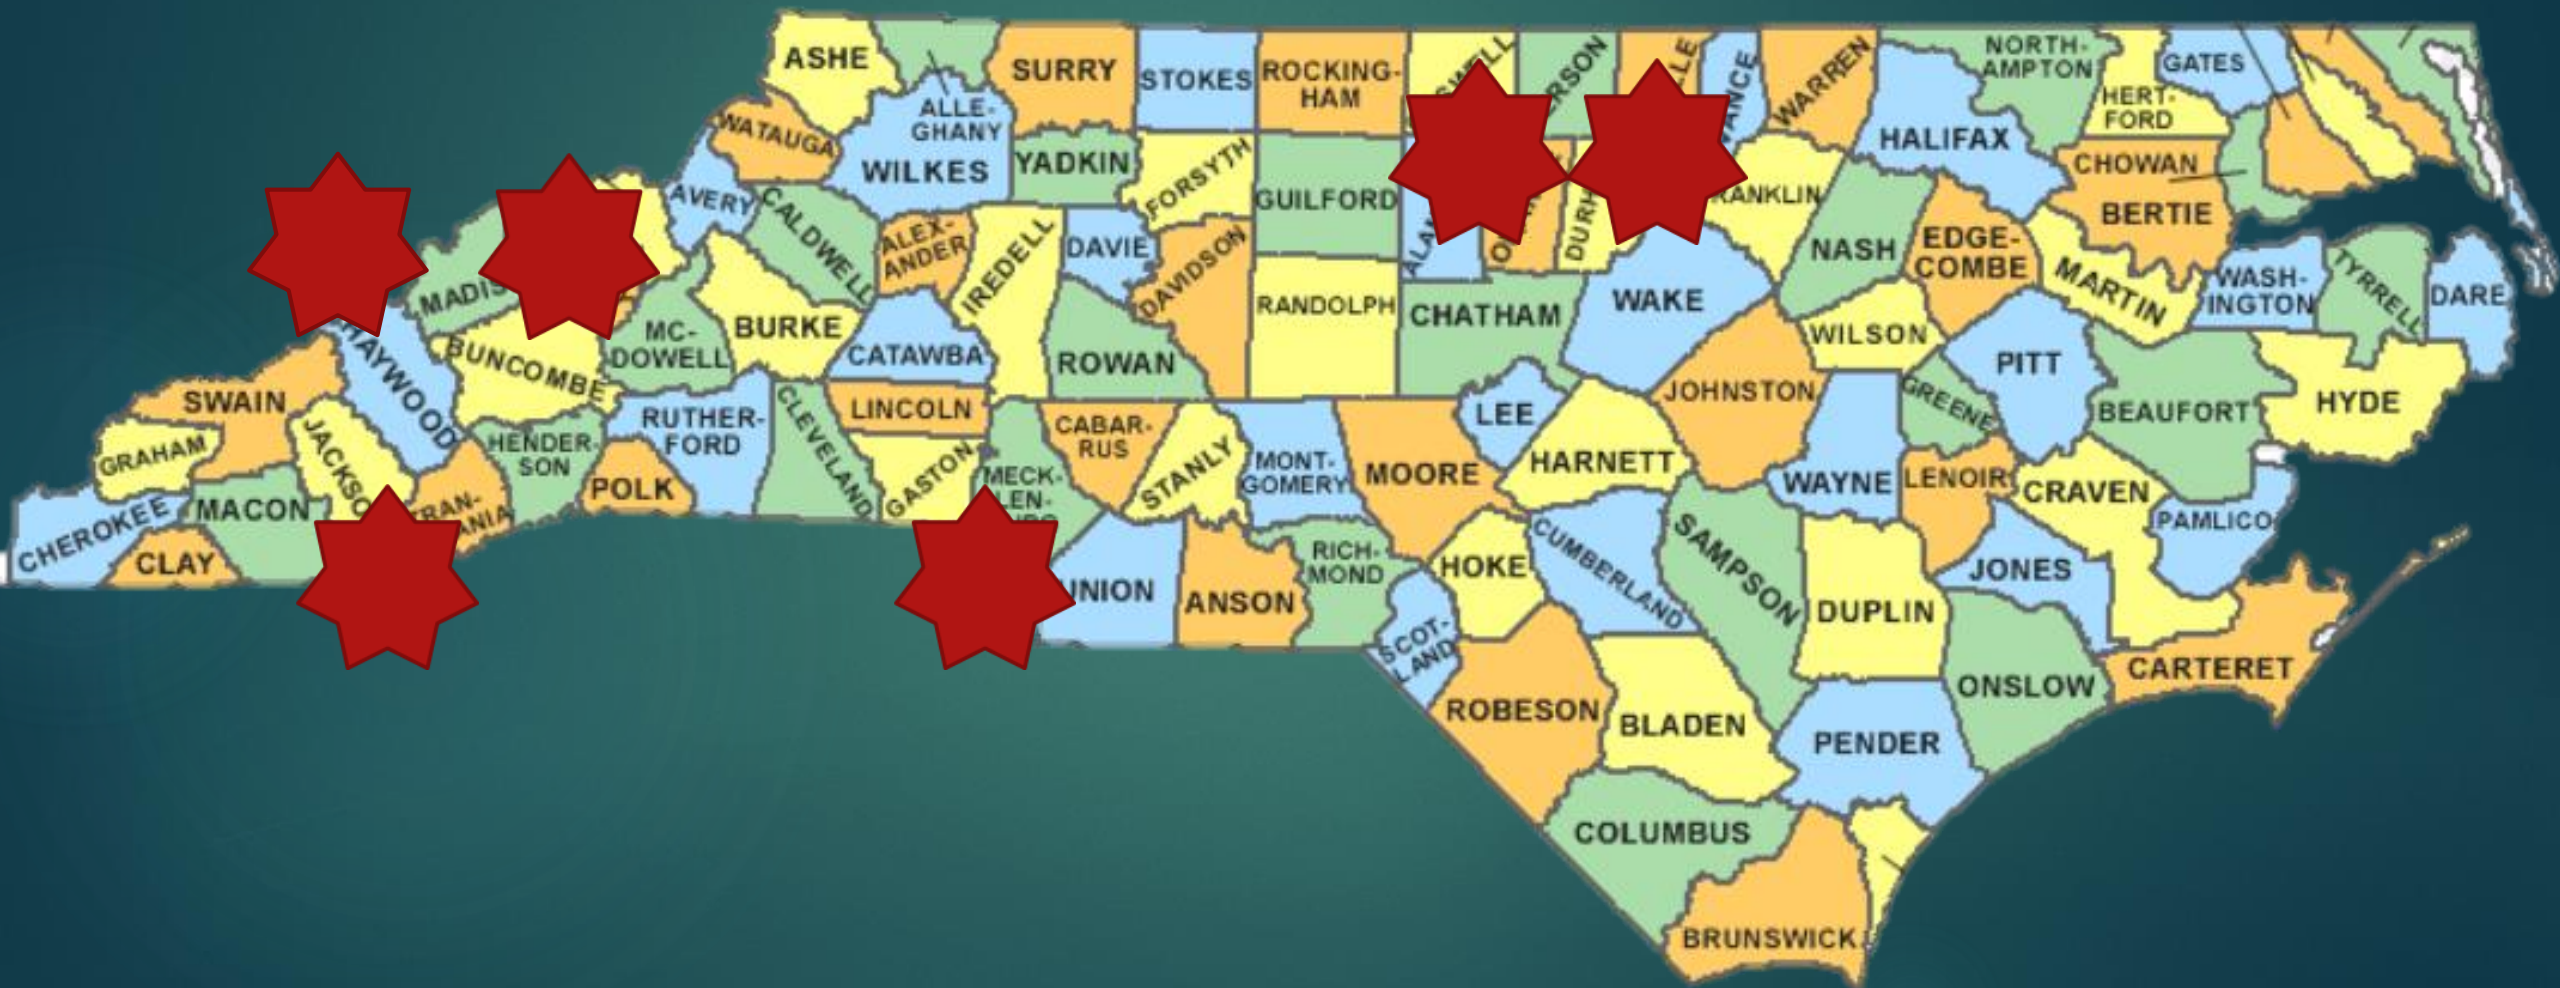 ASHE
SURRY
STOKES
ROCKING-
HAM
WARREN
NORTH-
AMPTON
GATES
HERT-
FORD
ALLE-
GHANY
WATAUGA
WILKES
YADKIN
FORSYTH
GUILFORD
HALIFAX
CHOWAN
BERTIE
AVERY
CALDWELL
ALEX-
ANDER
IREDELL
DAVIE
DAVIDSON
NASH
EDGE-
COMBE
MARTIN
WASH-
INGTON
TYRRELL
DARE
RANDOLPH
CHATHAM
WAKE
WILSON
PITT
BUNCOMBE
MC-
DOWELL
BURKE
CATAWBA
ROWAN
HAYWOOD
SWAIN
GRAHAM
JACKSO
HENDER-
SON
RUTHER-
FORD
POLK
CLEVELAND
LINCOLN
GASTON
MECK-
LEN-
CABAR-
RUS
STANLY
MONT-
GOMERY
MOORE
LEE
HARNETT
JOHNSTON
WAYNE
GREENE
LENOIR
BEAUFORT
HYDE
CRAVEN
PAMLICO
CHEROKEE
MACON
CLAY
UNION
ANSON
RICH-
MOND
HOKE
CUMBERLAND
SAMPSON
DUPLIN
JONES
SCOT-
LAND
ROBESON
BLADEN
PENDER
ONSLOW
CARTERET
COLUMBUS
BRUNSWICK